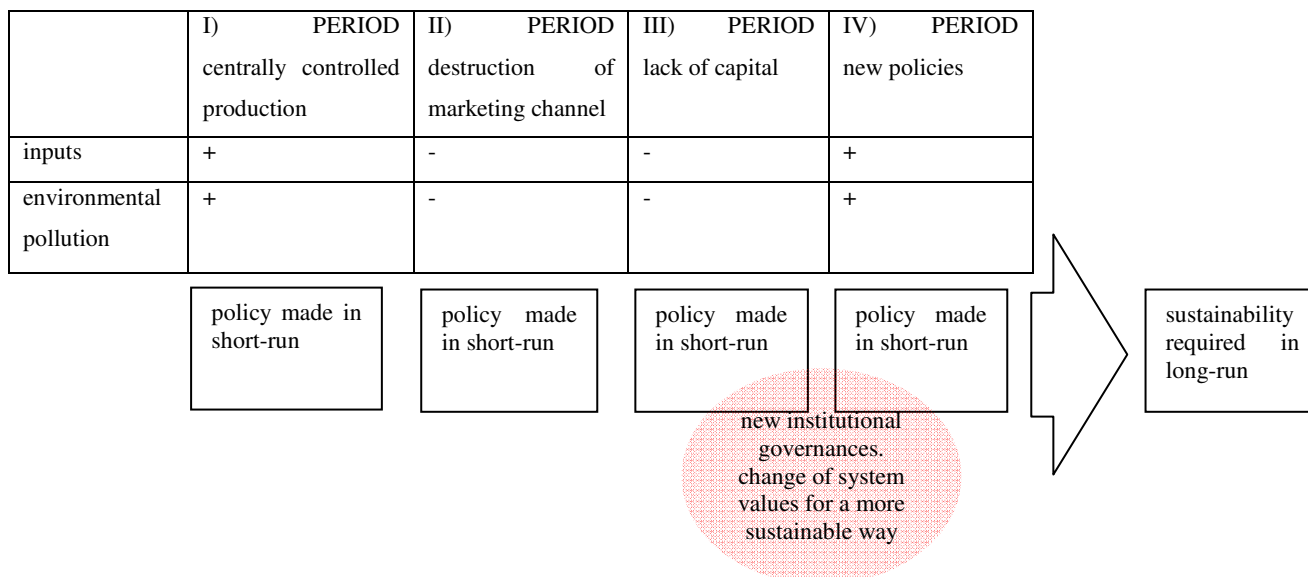 I) PERIOD
centrally controlled
production
II) PERIOD
destruction of
marketing channel
III) PERIOD
lack of capital
IV) PERIOD
new policies
inputs + - - +
environmental
pollution
+ - - +
policy made in
short-run
policy made
in short-run
policy made
in short-run
policy made
in short-run
sustainability
required in
long-run
new institutional
governances.
change of system
values for a more
sustainable way